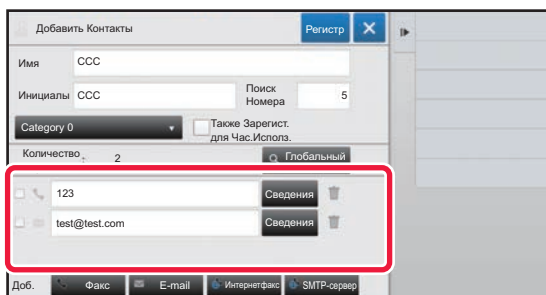 Добавить Контакты Регистр
Имя CCC
Инициалы CCC Поиск Номера 5
Category 0 Также Зарегист. для Час.Исполз.
Количество : 2 Глобальный
123 Сведения
test@test.com Сведения
Доб. Факс E-mail Интернетфакс SMTP-сервер